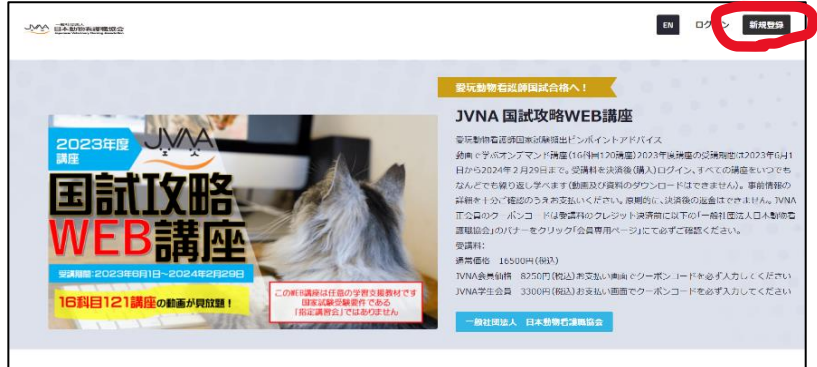 JVNA 一般社団法人
日本動物看護職協会
EN ログイン 新規登録
愛玩動物看護師国試合格へ！
JVNA 国試攻略WEB講座
愛玩動物看護師国家試験頻出ピンポイントアドバイス
動画で学ぶオンデマンド講座（16科目120講座）2023年度講座の受講期間は2023年6月1
日から2024年2月29日まで。受講料を決済後（購入）ログイン、すべての講座をいつでも
なんどでも繰り返し学べます（動画及び資料のダウンロードはできません）。事前情報の
詳細を十分ご確認のうえお支払いください。原則的に、決済後の返金はできません。JVNA
正会員のクーポンコードは受講料のクレジット決済前に以下の「一般社団法人日本動物看
護職協会」のバナーをクリック「会員専用ページ」にて必ずご確認ください。
受講料：
通常価格 16500円（税込）
JVNA会員価格 8250円（税込）お支払い画面でクーポンコードを必ず入力してください
JVNA学生会員 3300円（税込）お支払い画面でクーポンコードを必ず入力してください
一般社団法人 日本動物看護職協会
2023年度
講座
JVNA
国試攻略
WEB講座
受講期間：2023年6月1日～2024年2月29日
16科目121講座の動画が見放題！
このWEB講座は任意の学習支援教材です
国家試験受験要件である
「指定講習会」ではありません